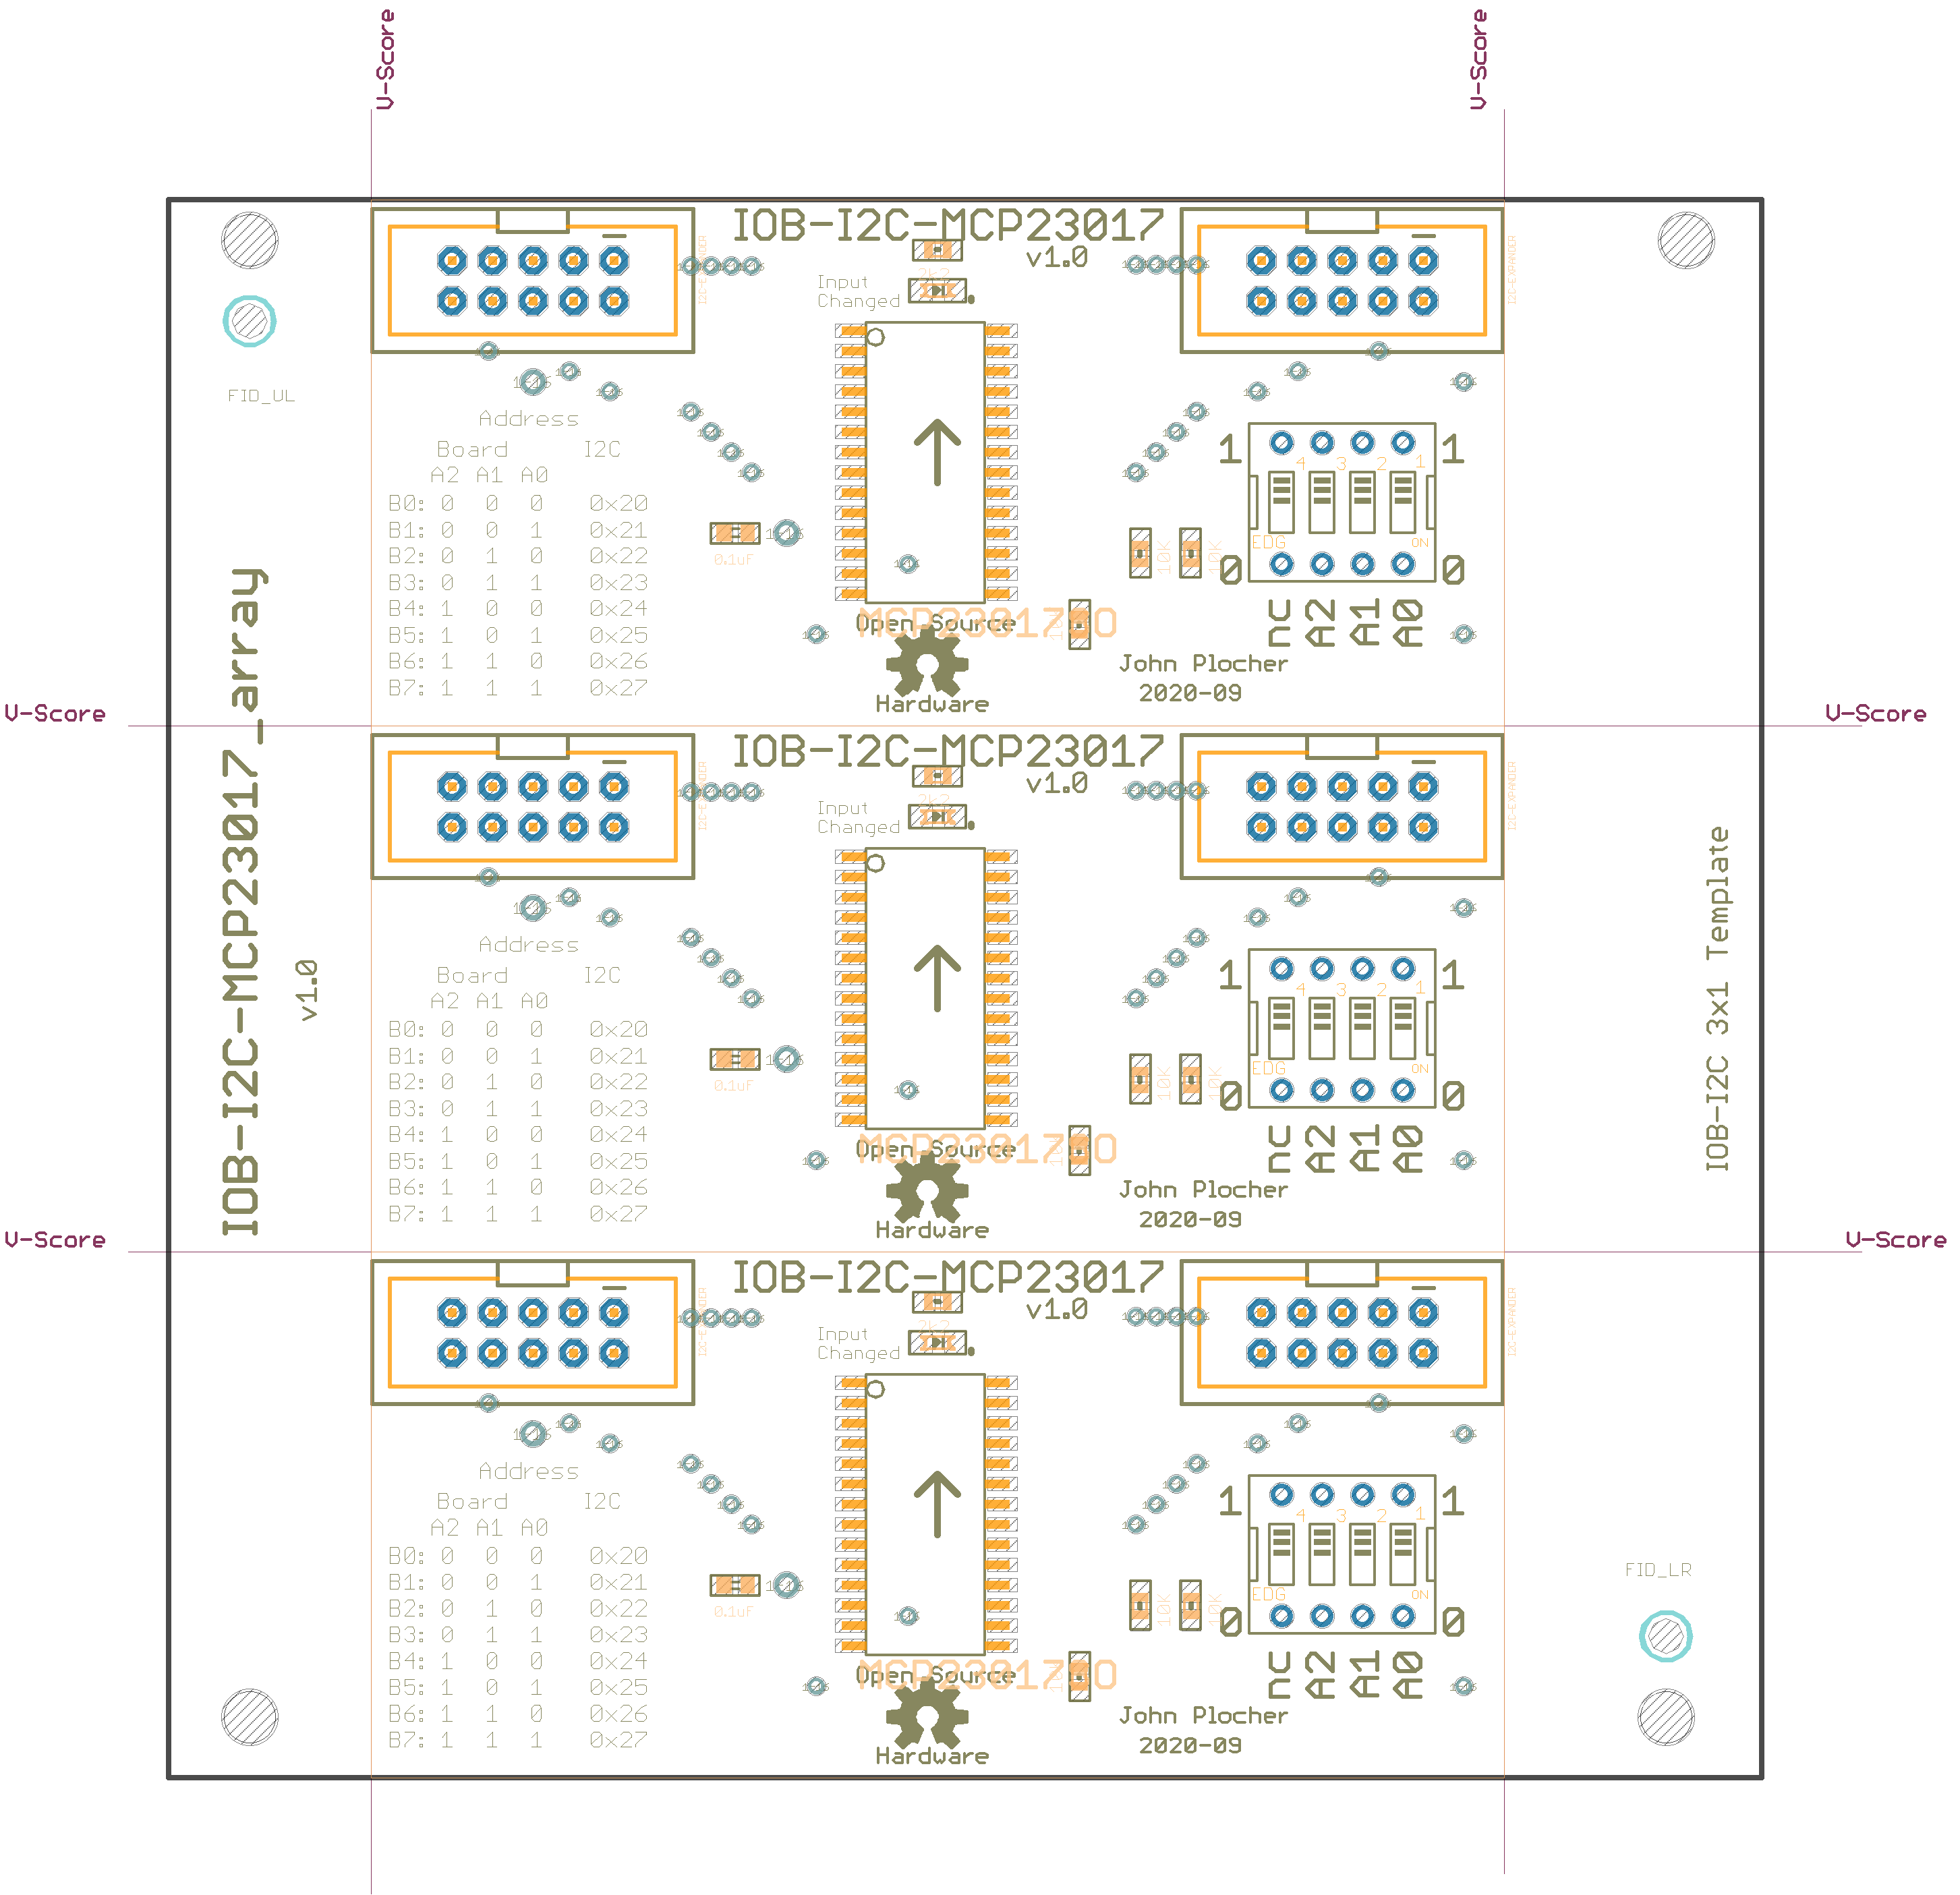 V-Score
V-Score
IOB-I2C-MCP23017_array
v1.0
FID_UL
IOB-I2C-MCP23017
v1.0
2k2
Input
Changed
I2C-EXPANDER
Address
Board I2C
A2 A1 A0
B0: 0 0 0 0x20
B1: 0 0 1 0x21
B2: 0 1 0 0x22
B3: 0 1 1 0x23
B4: 1 0 0 0x24
B5: 1 0 1 0x25
B6: 1 1 0 0x26
B7: 1 1 1 0x27
0.1uF
MCP23017SO
Open Source
Hardware
10K
10K
1 1
4 3 2 1
EDG ON
0 0
NC A2 A1 A0
John Plocher
2020-09
V-Score
V-Score
IOB-I2C-MCP23017
v1.0
2k2
Input
Changed
I2C-EXPANDER
Address
Board I2C
A2 A1 A0
B0: 0 0 0 0x20
B1: 0 0 1 0x21
B2: 0 1 0 0x22
B3: 0 1 1 0x23
B4: 1 0 0 0x24
B5: 1 0 1 0x25
B6: 1 1 0 0x26
B7: 1 1 1 0x27
0.1uF
MCP23017SO
Open Source
Hardware
10K
10K
1 1
4 3 2 1
EDG ON
0 0
NC A2 A1 A0
John Plocher
2020-09
IOB-I2C 3x1 Template
V-Score
V-Score
IOB-I2C-MCP23017
v1.0
2k2
Input
Changed
I2C-EXPANDER
Address
Board I2C
A2 A1 A0
B0: 0 0 0 0x20
B1: 0 0 1 0x21
B2: 0 1 0 0x22
B3: 0 1 1 0x23
B4: 1 0 0 0x24
B5: 1 0 1 0x25
B6: 1 1 0 0x26
B7: 1 1 1 0x27
0.1uF
MCP23017SO
Open Source
Hardware
10K
10K
1 1
4 3 2 1
EDG ON
0 0
NC A2 A1 A0
John Plocher
2020-09
FID_LR